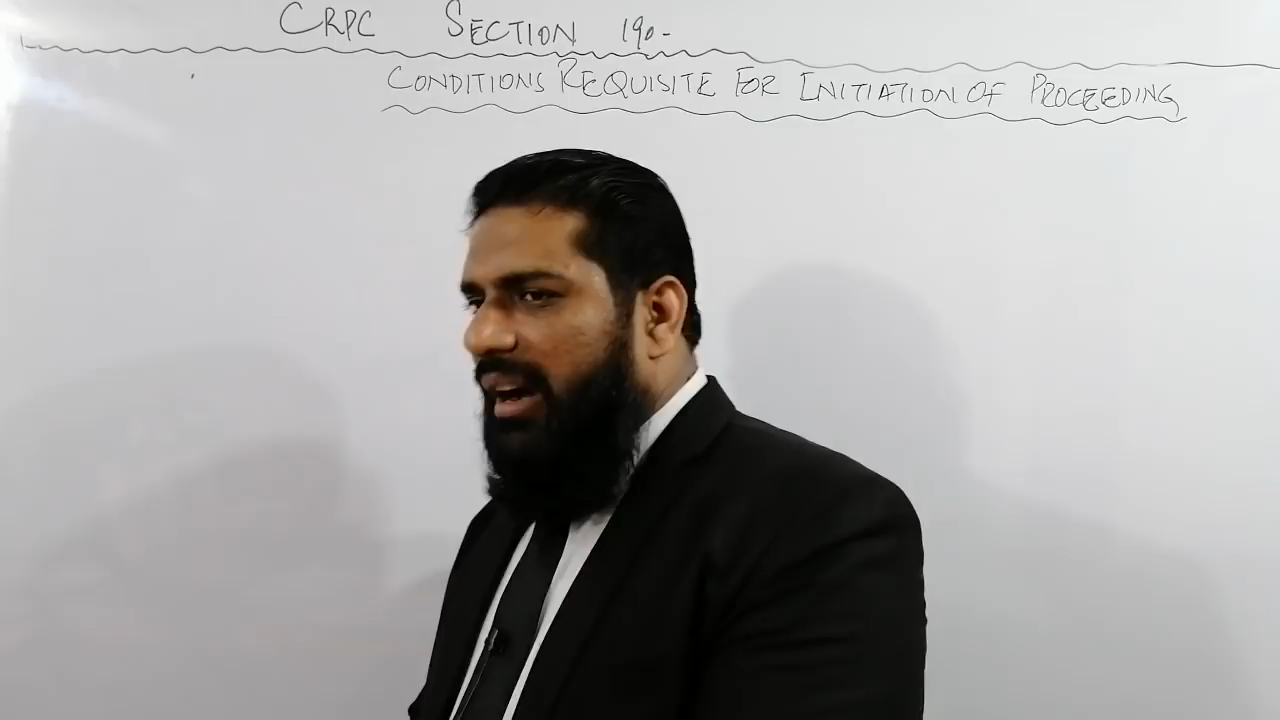 CRPC SECTION 190-
CONDITIONS REQUISITE FOR INITIATION OF PROCEEDING